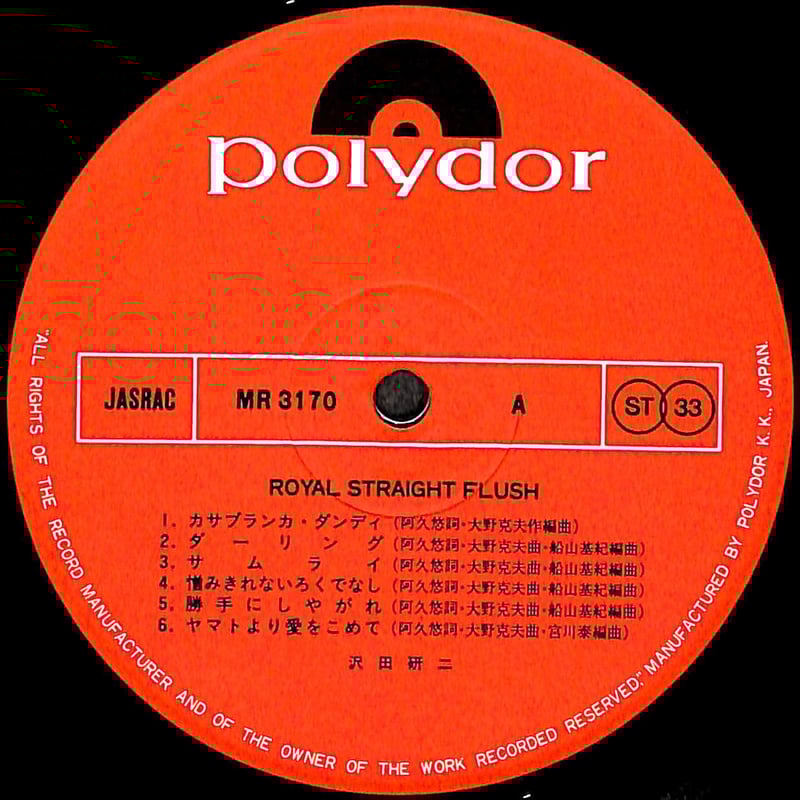 polydor
JASRAC
MR 3170
A
ST 33
ROYAL STRAIGHT FLUSH
1. カサブランカ・ダンディ (阿久悠詞・大野克夫作編曲)
2. ダーリング (阿久悠詞・大野克夫曲・船山基紀編曲)
3. サムライ (阿久悠詞・大野克夫曲・船山基紀編曲)
4. 憎みきれないろくでなし (阿久悠詞・大野克夫曲・船山基紀編曲)
5. 勝手にしやがれ (阿久悠詞・大野克夫曲・船山基紀編曲)
6. ヤマトより愛をこめて (阿久悠詞・大野克夫曲・宮川泰編曲)
沢田研二
"ALL RIGHTS OF THE RECORD MANUFACTURER AND OF THE OWNER OF THE WORK RECORDED RESERVED." MANUFACTURED BY POLYDOR K.K., JAPAN.